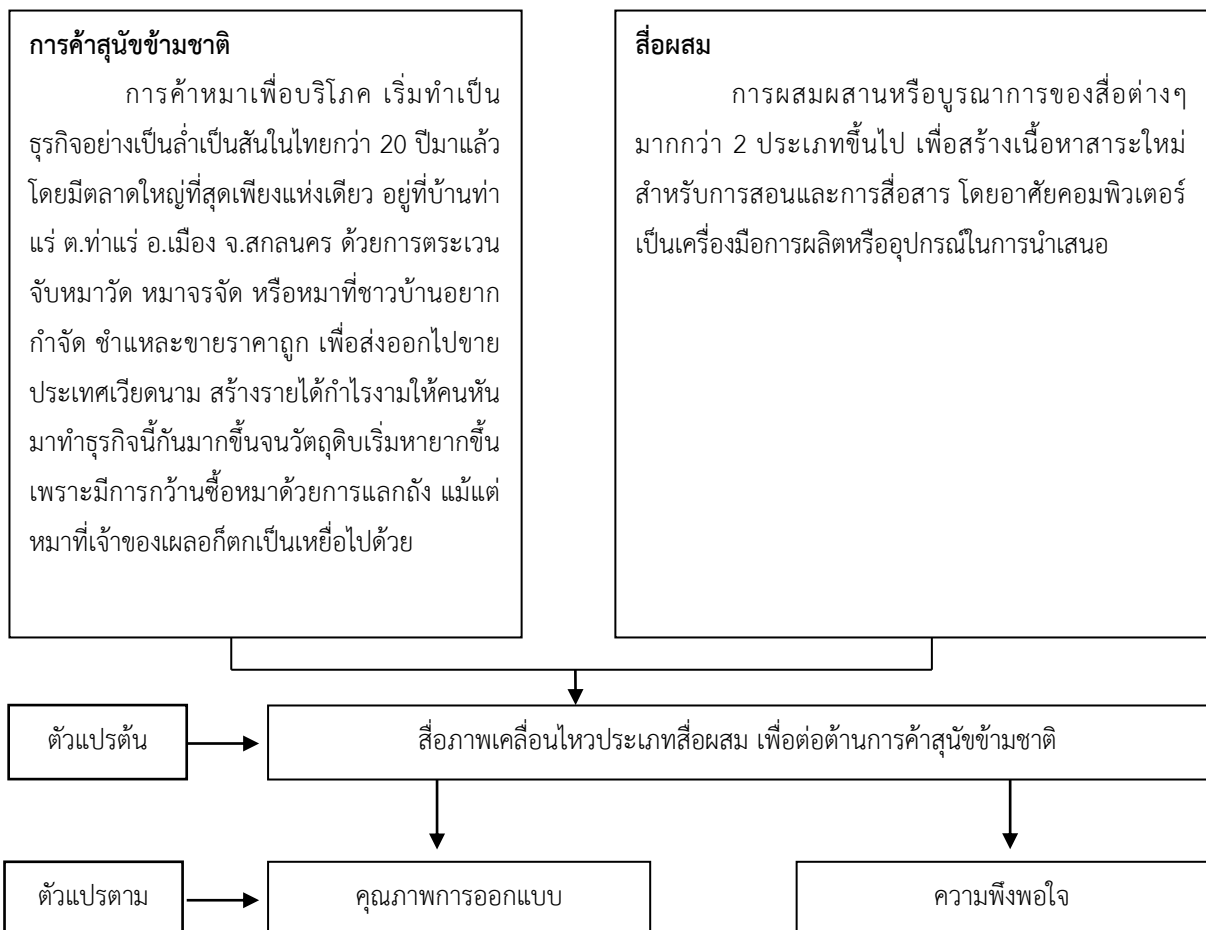 การค้าสุนัขข้ามชาติ
การค้าหมาเพื่อบริโภค เริ่มทำเป็น
ธุรกิจอย่างเป็นล่ำเป็นสันในไทยกว่า 20 ปีมาแล้ว
โดยมีตลาดใหญ่ที่สุดเพียงแห่งเดียว อยู่ที่บ้านท่า
แร่ ต.ท่าแร่ อ.เมือง จ.สกลนคร ด้วยการตระเวน
จับหมาวัด หมาจรจัด หรือหมาที่ชาวบ้านอยาก
กำจัด ชำแหละขายราคาถูก เพื่อส่งออกไปขาย
ประเทศเวียดนาม สร้างรายได้กำไรงามให้คนหัน
มาทำธุรกิจนี้กันมากขึ้นจนวัตถุดิบเริ่มหายากขึ้น
เพราะมีการกว้านซื้อหมาด้วยการแลกถัง แม้แต่
หมาที่เจ้าของเผลอก็ตกเป็นเหยื่อไปด้วย
สื่อผสม
การผสมผสานหรือบูรณาการของสื่อต่างๆ
มากกว่า 2 ประเภทขึ้นไป เพื่อสร้างเนื้อหาสาระใหม่
สำหรับการสอนและการสื่อสาร โดยอาศัยคอมพิวเตอร์
เป็นเครื่องมือการผลิตหรืออุปกรณ์ในการนำเสนอ
ตัวแปรต้น
สื่อภาพเคลื่อนไหวประเภทสื่อผสม เพื่อต่อต้านการค้าสุนัขข้ามชาติ
ตัวแปรตาม
คุณภาพการออกแบบ
ความพึงพอใจ